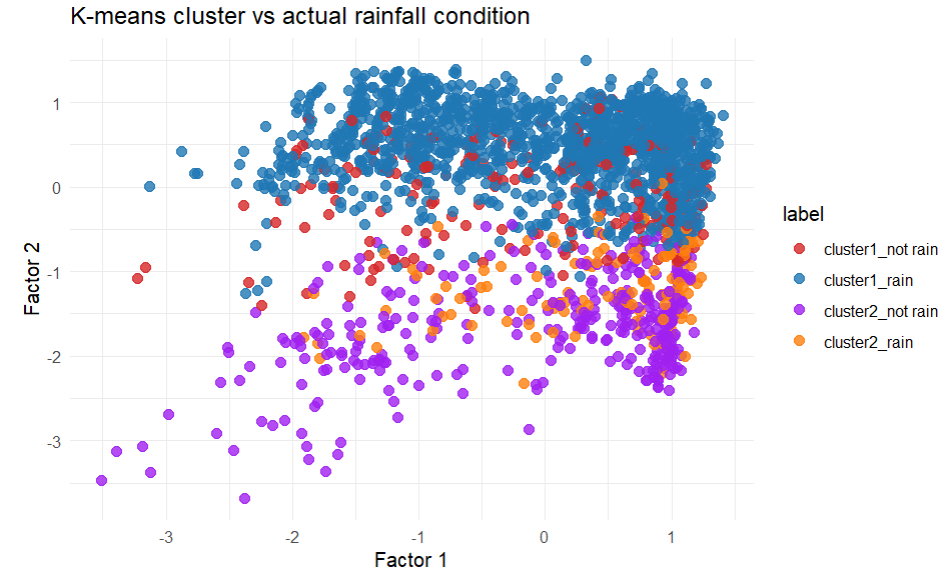 K-means cluster vs actual rainfall condition
1
0
-1
-2
-3
Factor 2
-3 -2 -1 0 1
Factor 1
label
cluster1_not rain
cluster1_rain
cluster2_not rain
cluster2_rain